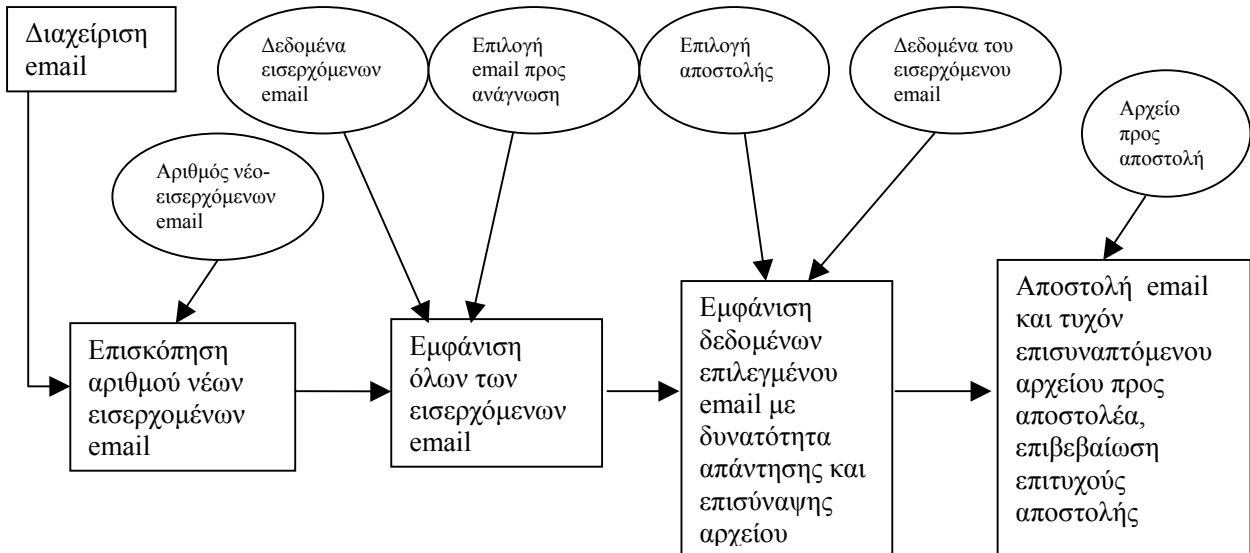 Διαχείριση
email
Δεδομένα
εισερχόμενων
email
Επιλογή
email προς
ανάγνωση
Επιλογή
αποστολής
Δεδομένα του
εισερχόμενου
email
Αρχείο
προς
αποστολή
Αριθμός νέο-
εισερχόμενων
email
Επισκόπηση
αριθμού νέων
εισερχομένων
email
Εμφάνιση
όλων των
εισερχόμενων
email
Εμφάνιση
δεδομένων
επιλεγμένου
email με
δυνατότητα
απάντησης και
επισύναψης
αρχείου
Αποστολή email
και τυχόν
επισυναπτόμενου
αρχείου προς
αποστολέα,
επιβεβαίωση
επιτυχούς
αποστολής